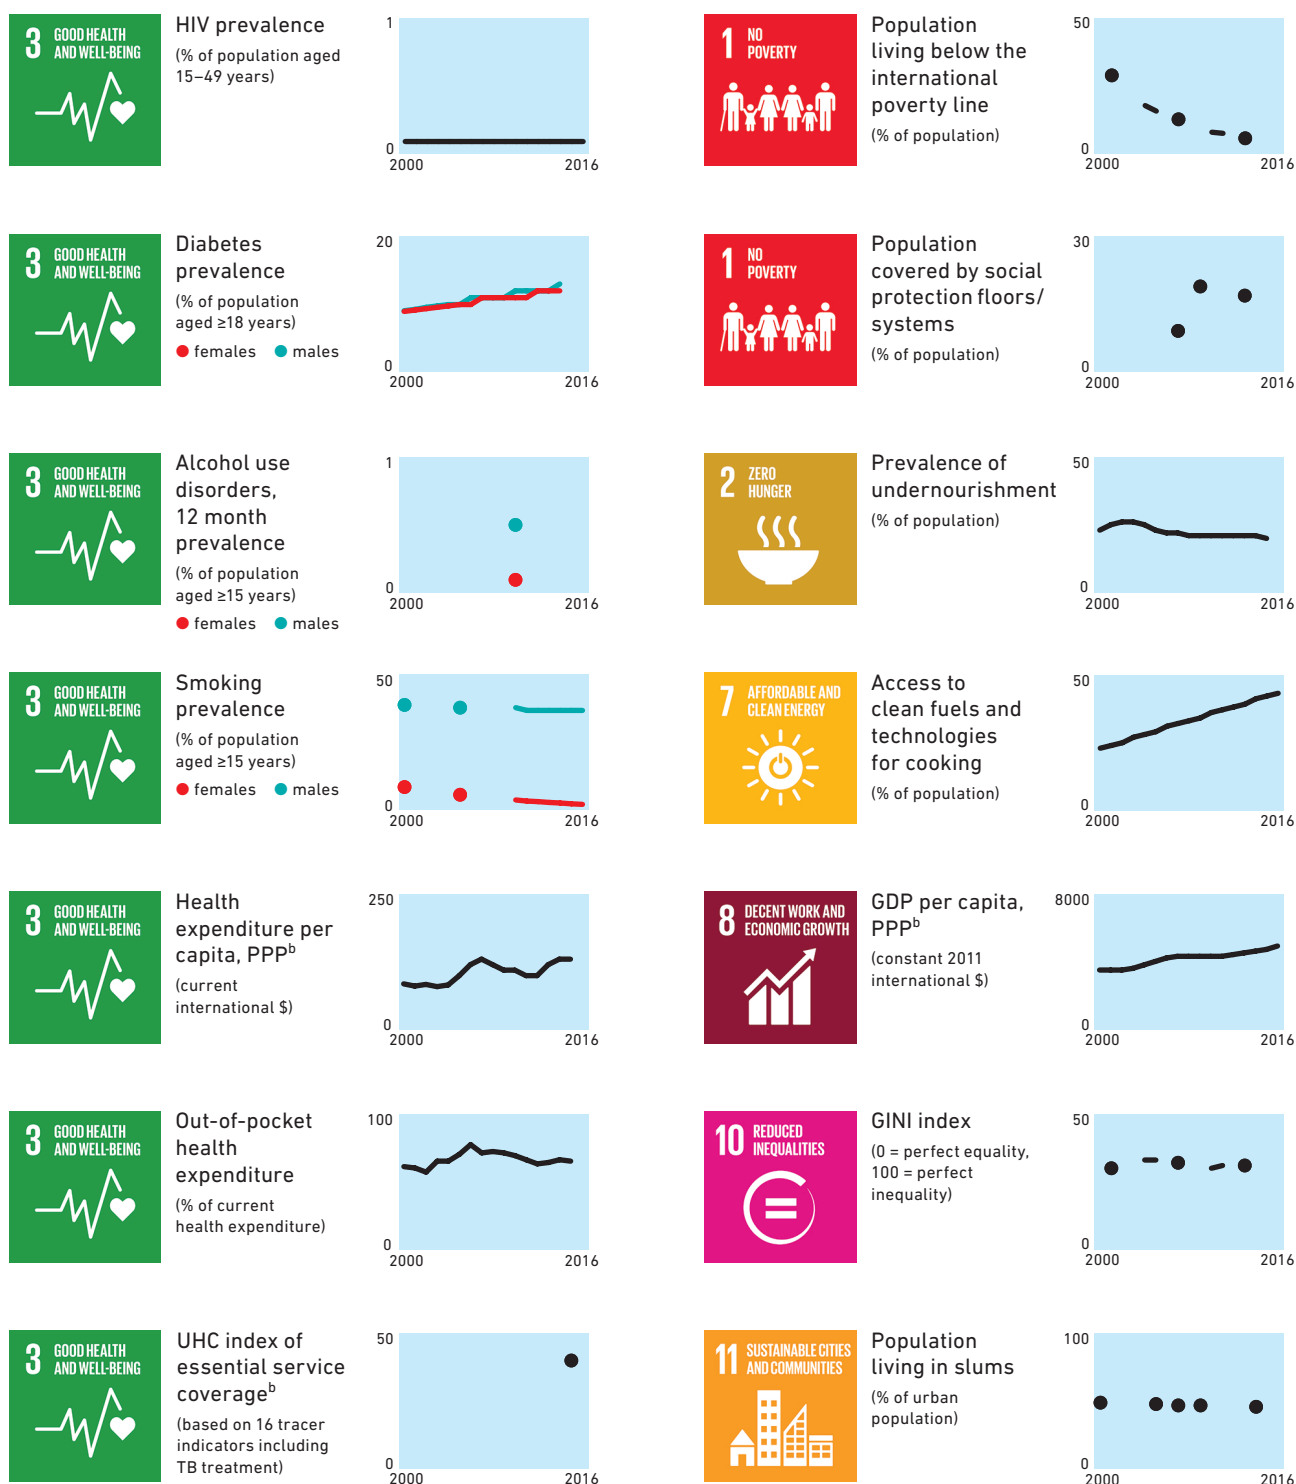 3 GOOD HEALTH
AND WELL-BEING
HIV prevalence
(% of population aged
15–49 years)
1
0
2000
2016
3 GOOD HEALTH
AND WELL-BEING
Diabetes
prevalence
(% of population
aged ≥18 years)
females males
20
0
2000
2016
3 GOOD HEALTH
AND WELL-BEING
Alcohol use
disorders,
12 month
prevalence
(% of population
aged ≥15 years)
females males
1
0
2000
2016
3 GOOD HEALTH
AND WELL-BEING
Smoking
prevalence
(% of population
aged ≥15 years)
females males
50
0
2000
2016
3 GOOD HEALTH
AND WELL-BEING
Health
expenditure per
capita, PPPb
(current
international $)
250
0
2000
2016
3 GOOD HEALTH
AND WELL-BEING
Out-of-pocket
health
expenditure
(% of current
health expenditure)
100
0
2000
2016
3 GOOD HEALTH
AND WELL-BEING
UHC index of
essential service
coverageb
(based on 16 tracer
indicators including
TB treatment)
50
0
2000
2016
1 NO
POVERTY
Population
living below the
international
poverty line
(% of population)
50
0
2000
2016
1 NO
POVERTY
Population
covered by social
protection floors/
systems
(% of population)
30
0
2000
2016
2 ZERO
HUNGER
Prevalence of
undernourishment
(% of population)
50
0
2000
2016
7 AFFORDABLE AND
CLEAN ENERGY
Access to
clean fuels and
technologies
for cooking
(% of population)
50
0
2000
2016
8 DECENT WORK AND
ECONOMIC GROWTH
GDP per capita,
PPPb
(constant 2011
international $)
8000
0
2000
2016
10 REDUCED
INEQUALITIES
GINI index
(0 = perfect equality,
100 = perfect
inequality)
50
0
2000
2016
11 SUSTAINABLE CITIES
AND COMMUNITIES
Population
living in slums
(% of urban
population)
100
0
2000
2016